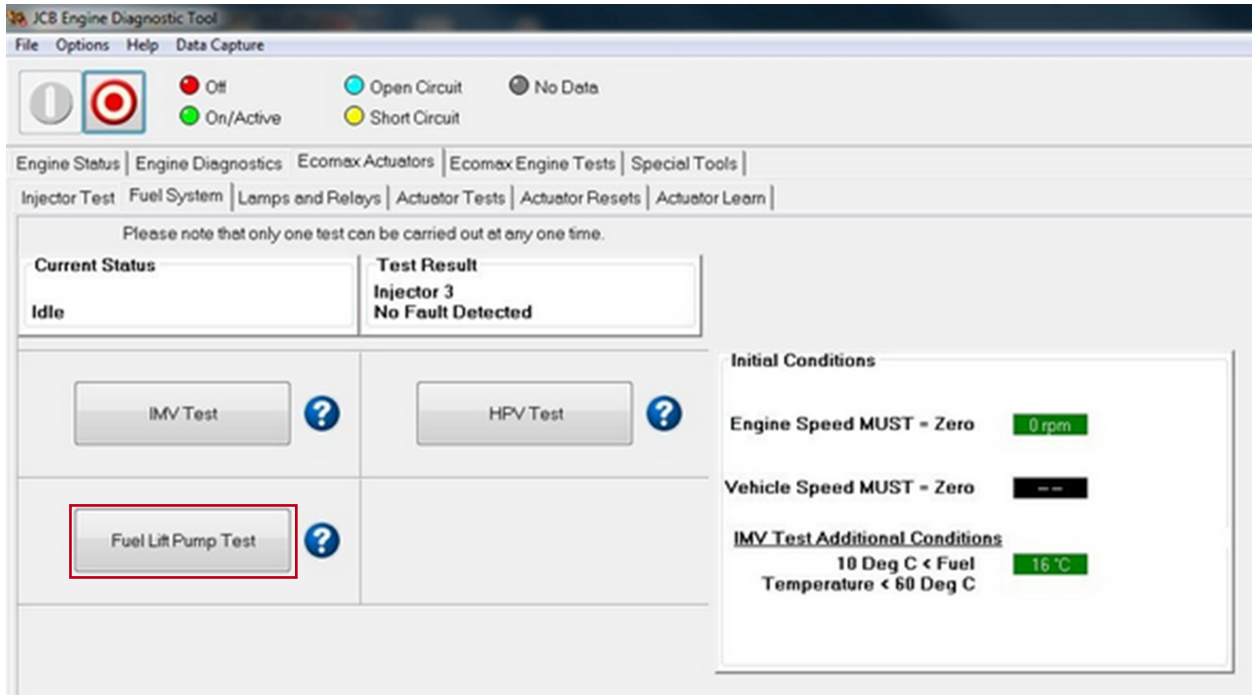 JCB Engine Diagnostic Tool
File Options Help Data Capture
Off Open Circuit No Data
On/Active Short Circuit
Engine Status Engine Diagnostics Ecomax Actuators Ecomax Engine Tests Special Tools
Injector Test Fuel System Lamps and Relays Actuator Tests Actuator Resets Actuator Learn
Please note that only one test can be carried out at any one time.
Current Status
Idle
Test Result
Injector 3
No Fault Detected
IMV Test ?
HPV Test ?
Fuel Lift Pump Test ?
Initial Conditions
Engine Speed MUST = Zero 0 rpm
Vehicle Speed MUST = Zero --
IMV Test Additional Conditions
10 Deg C < Fuel 16 °C
Temperature < 60 Deg C